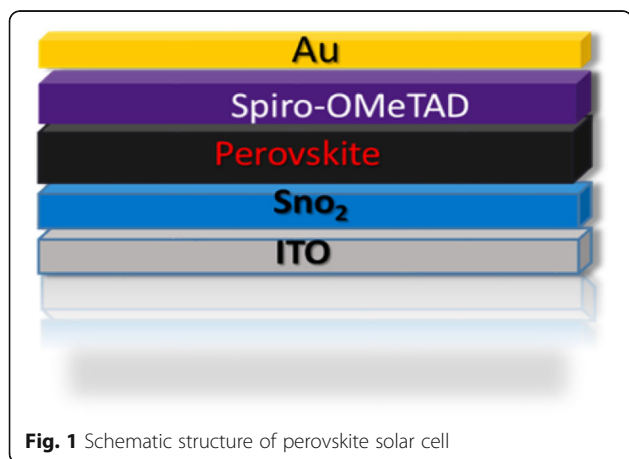 Au
Spiro-OMeTAD
Perovskite
Sno₂
ITO
Fig. 1 Schematic structure of perovskite solar cell